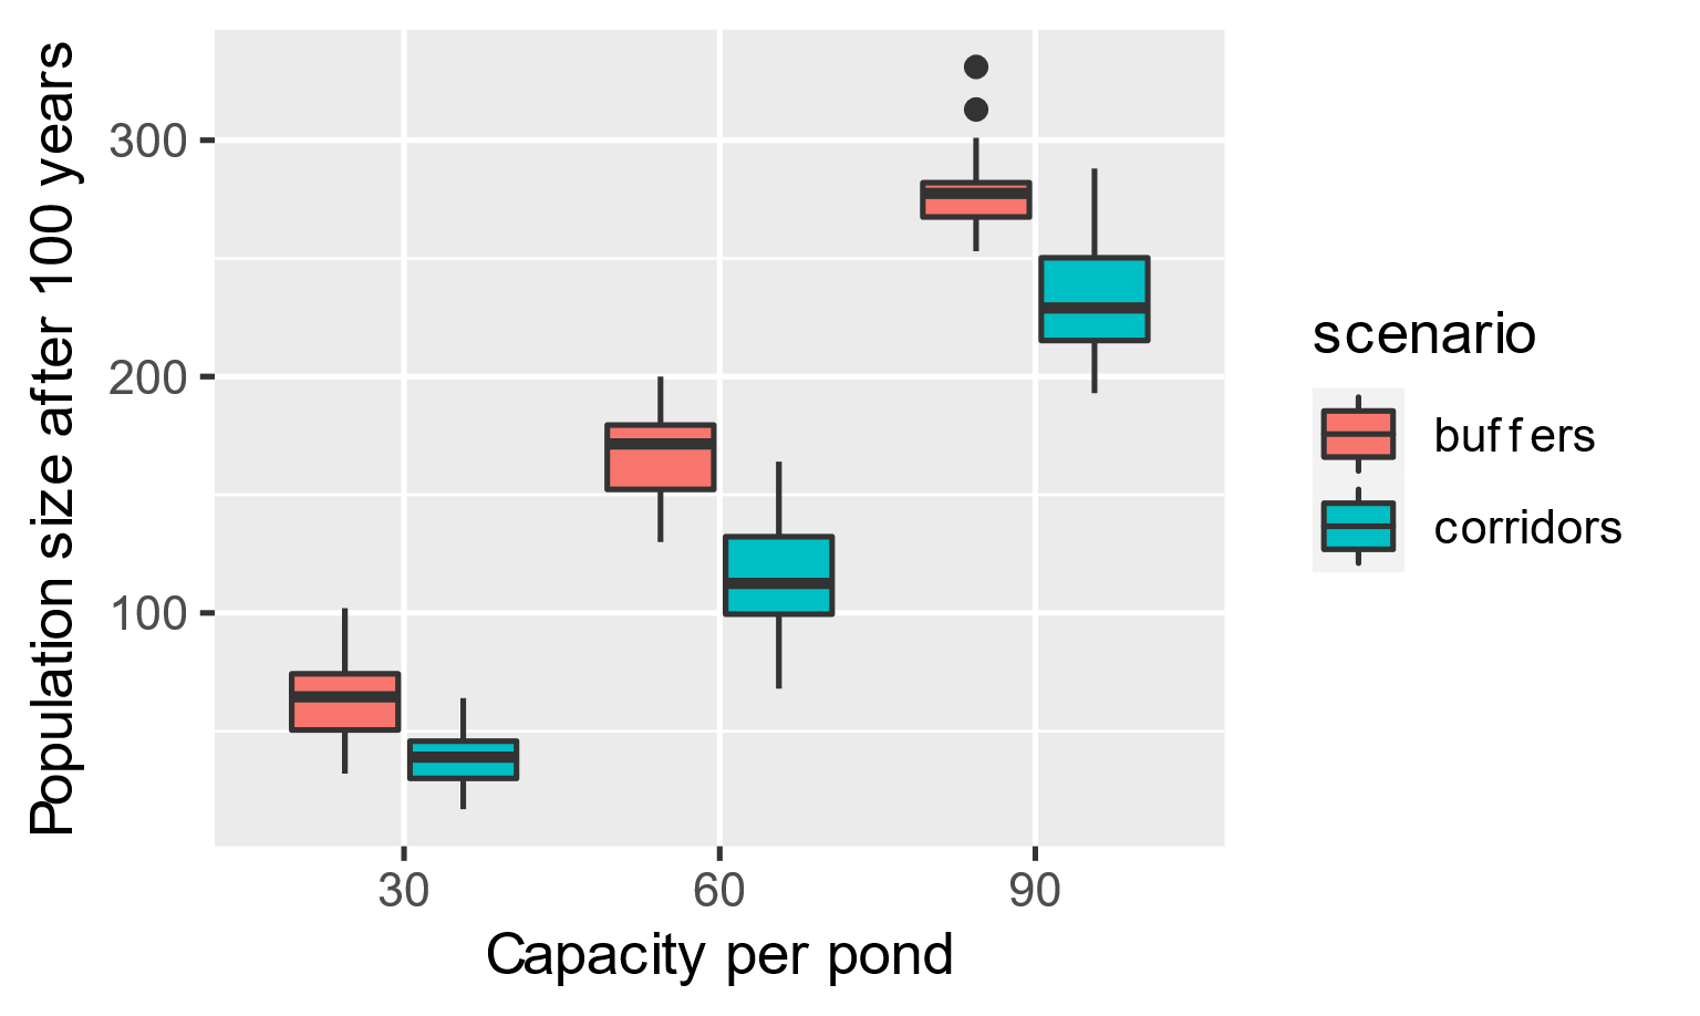 Population size after 100 years
300
200
100
30 60 90
Capacity per pond
scenario
buffers
corridors